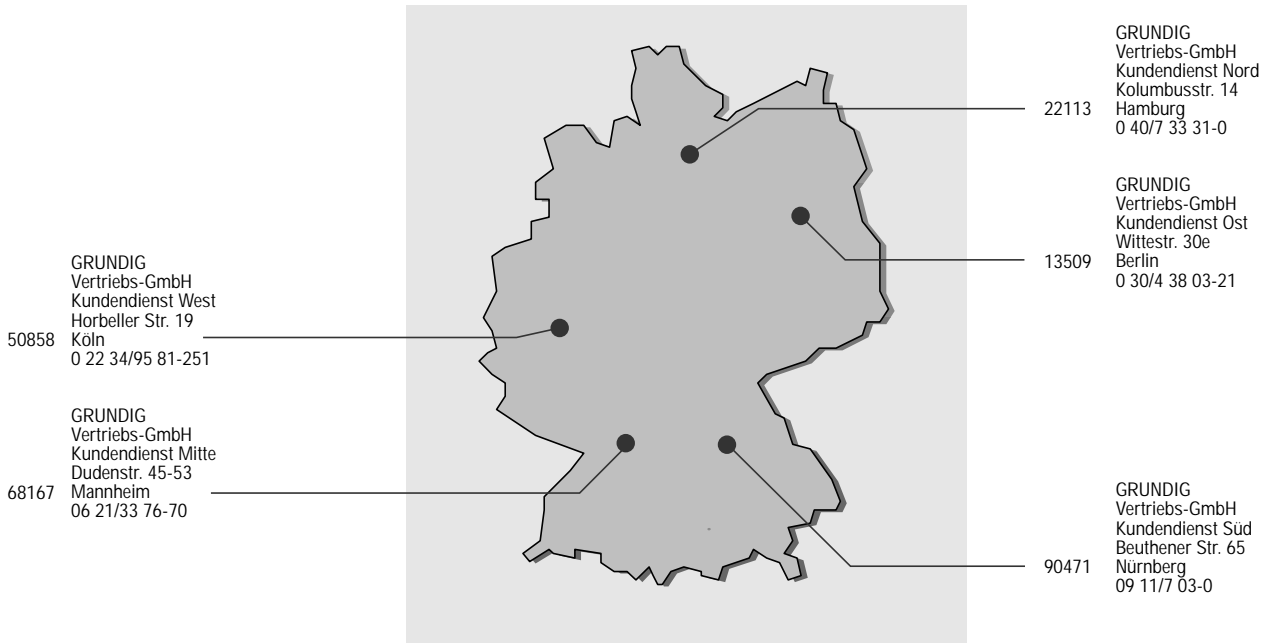 GRUNDIG
Vertriebs-GmbH
Kundendienst West
Horbeller Str. 19
50858 Köln
0 22 34/95 81-251
GRUNDIG
Vertriebs-GmbH
Kundendienst Mitte
Dudenstr. 45-53
68167 Mannheim
06 21/33 76-70
GRUNDIG
Vertriebs-GmbH
Kundendienst Nord
Kolumbusstr. 14
22113 Hamburg
0 40/7 33 31-0
GRUNDIG
Vertriebs-GmbH
Kundendienst Ost
Wittestr. 30e
13509 Berlin
0 30/4 38 03-21
GRUNDIG
Vertriebs-GmbH
Kundendienst Süd
Beuthener Str. 65
90471 Nürnberg
09 11/7 03-0